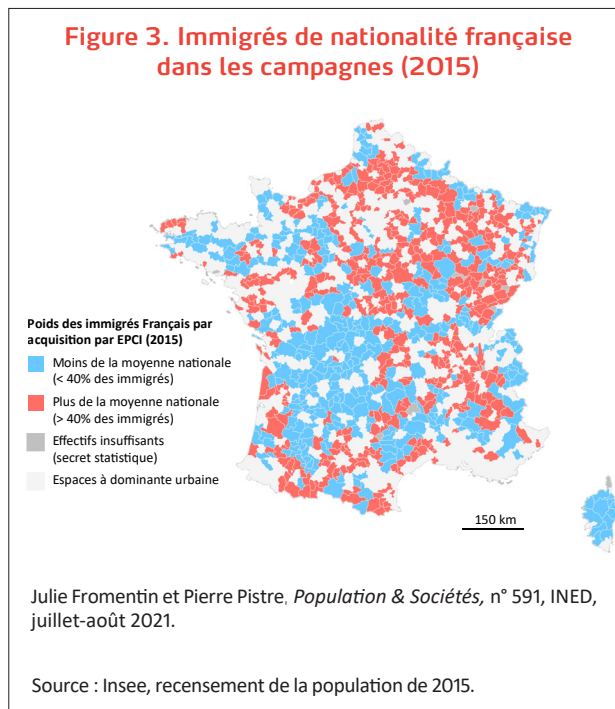 Figure 3. Immigrés de nationalité française
dans les campagnes (2015)
Poids des immigrés Français par
acquisition par EPCI (2015)
Moins de la moyenne nationale
(< 40% des immigrés)
Plus de la moyenne nationale
(> 40% des immigrés)
Effectifs insuffisants
(secret statistique)
Espaces à dominante urbaine
150 km
Julie Fromentin et Pierre Pistre, Population & Sociétés, n° 591, INED,
juillet-août 2021.
Source : Insee, recensement de la population de 2015.